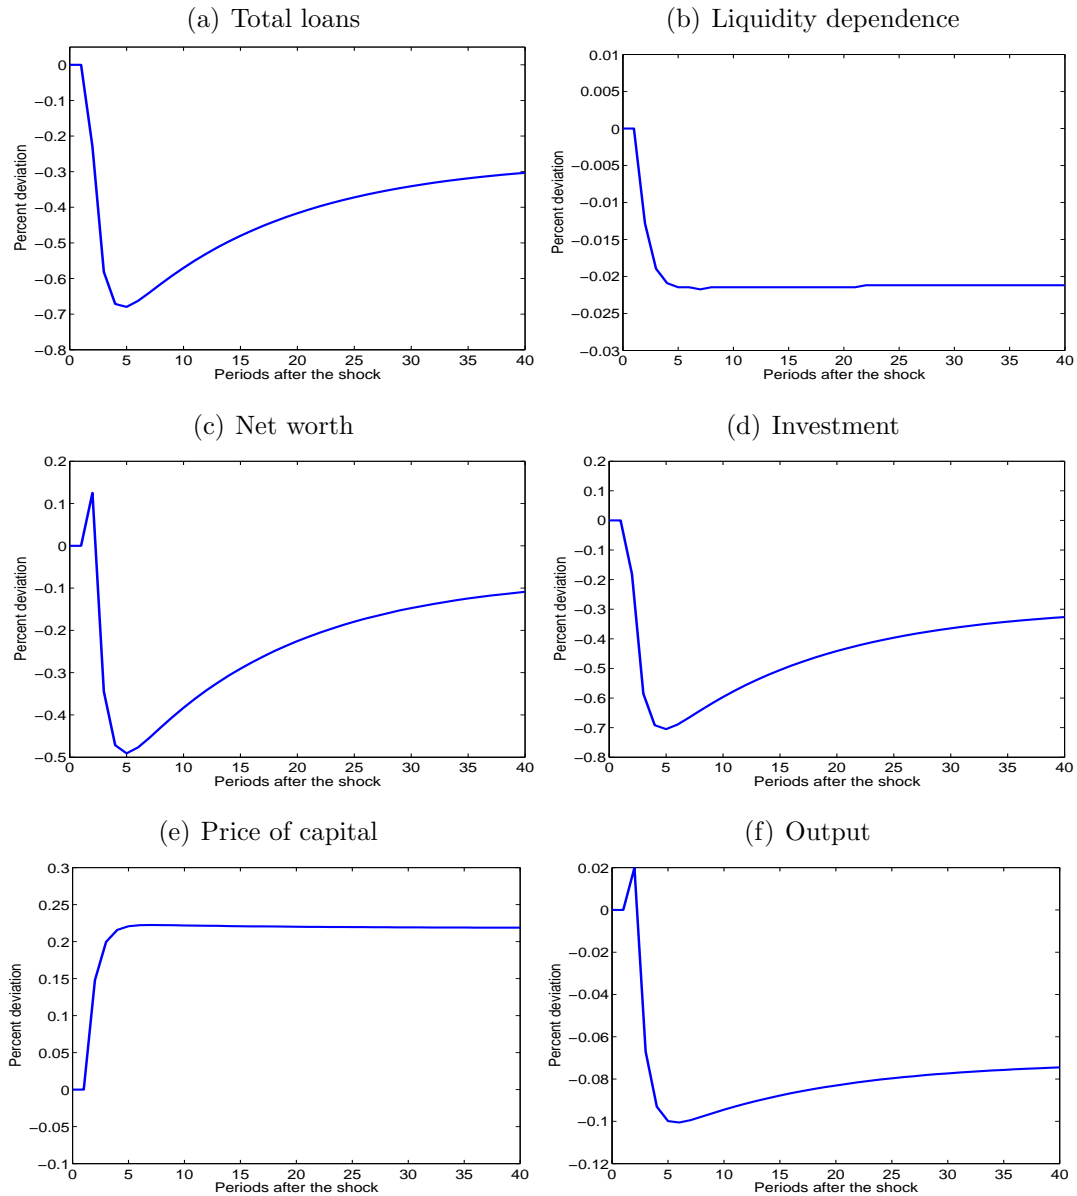 (a) Total loans
0
−0.1
−0.2
−0.3
−0.4
−0.5
−0.6
−0.7
−0.8
Percent deviation
0 5 10 15 20 25 30 35 40
Periods after the shock
(b) Liquidity dependence
0.01
0.005
0
−0.005
−0.01
−0.015
−0.02
−0.025
−0.03
Percent deviation
0 5 10 15 20 25 30 35 40
Periods after the shock
(c) Net worth
0.2
0.1
0
−0.1
−0.2
−0.3
−0.4
−0.5
Percent deviation
0 5 10 15 20 25 30 35 40
Periods after the shock
(d) Investment
0.2
0.1
0
−0.1
−0.2
−0.3
−0.4
−0.5
−0.6
−0.7
−0.8
Percent deviation
0 5 10 15 20 25 30 35 40
Periods after the shock
(e) Price of capital
0.3
0.25
0.2
0.15
0.1
0.05
0
−0.05
−0.1
Percent deviation
0 5 10 15 20 25 30 35 40
Periods after the shock
(f) Output
0.02
0
−0.02
−0.04
−0.06
−0.08
−0.1
−0.12
Percent deviation
0 5 10 15 20 25 30 35 40
Periods after the shock